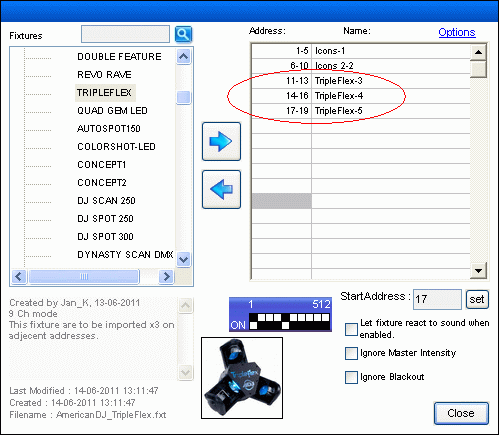 Fixtures
Address: Name: Options
DOUBLE FEATURE
REVO RAVE
TRIPLEFLEX
QUAD GEM LED
AUTOSPOT150
COLORSHOT-LED
CONCEPT1
CONCEPT2
DJ SCAN 250
DJ SPOT 250
DJ SPOT 300
DYNASTY SCAN DMX
1-5 Icons-1
6-10 Icons 2-2
11-13 TripleFlex-3
14-16 TripleFlex-4
17-19 TripleFlex-5
Created by Jan_K, 13-06-2011
9 Ch mode
This fixture are to be imported x3 on
adjecent addresses.
Last Modified : 14-06-2011 13:11:47
Created : 14-06-2011 13:11:47
Filename : AmericanDJ_TripleFlex.fxt
1 512
ON
StartAddress : 17 set
Let fixture react to sound when
enabled.
Ignore Master Intensity
Ignore Blackout
Close